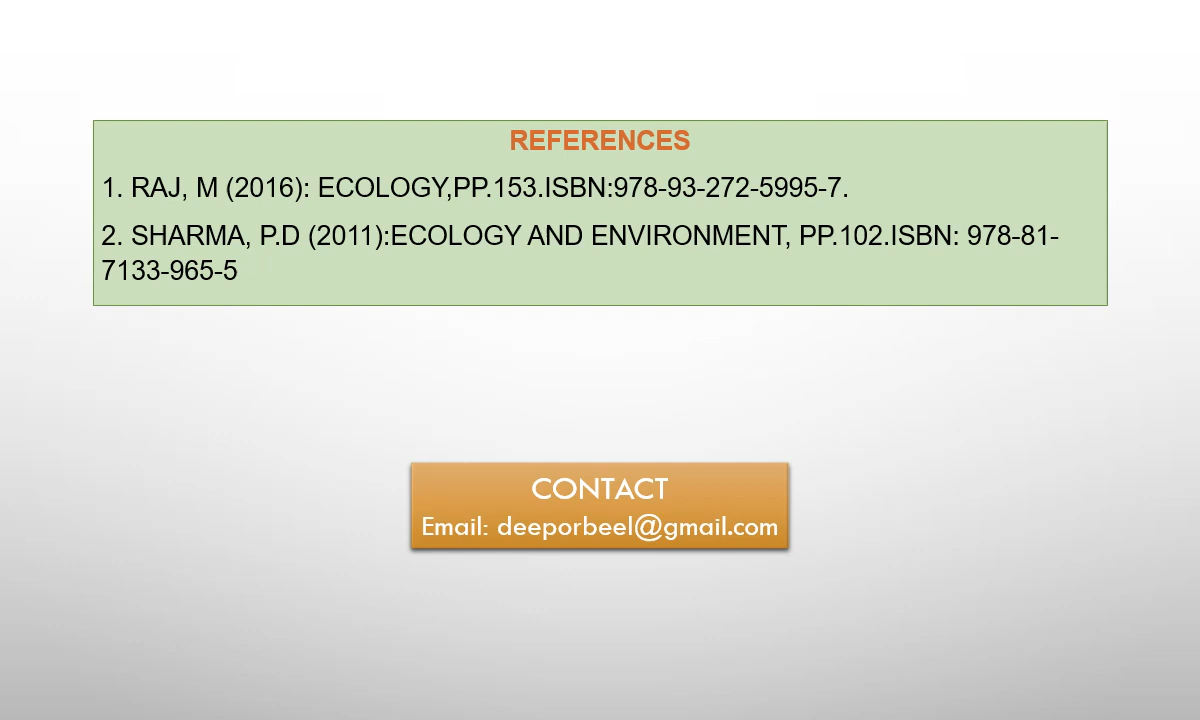 REFERENCES
1. RAJ, M (2016): ECOLOGY,PP.153.ISBN:978-93-272-5995-7.
2. SHARMA, P.D (2011):ECOLOGY AND ENVIRONMENT, PP.102.ISBN: 978-81-
7133-965-5
CONTACT
Email: deeporbeel@gmail.com